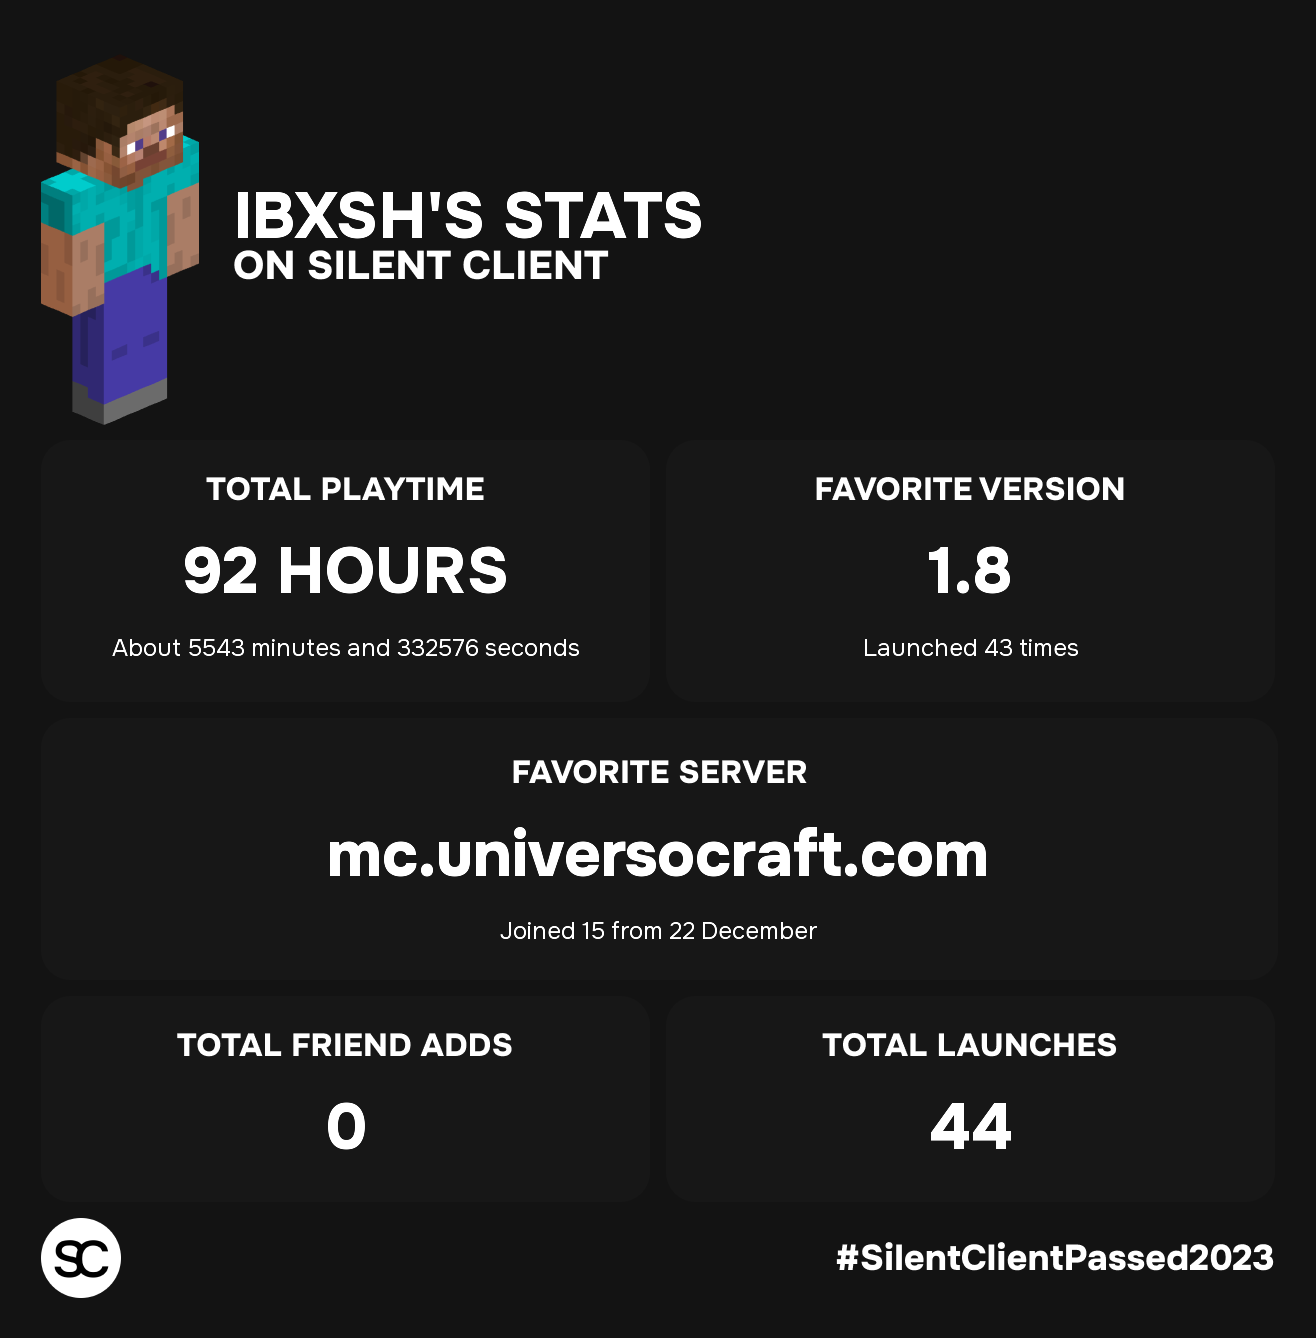 IBXSH'S STATS
ON SILENT CLIENT
TOTAL PLAYTIME
92 HOURS
About 5543 minutes and 332576 seconds
FAVORITE VERSION
1.8
Launched 43 times
FAVORITE SERVER
mc.universocraft.com
Joined 15 from 22 December
TOTAL FRIEND ADDS
0
TOTAL LAUNCHES
44
SC
#SilentClientPassed2023